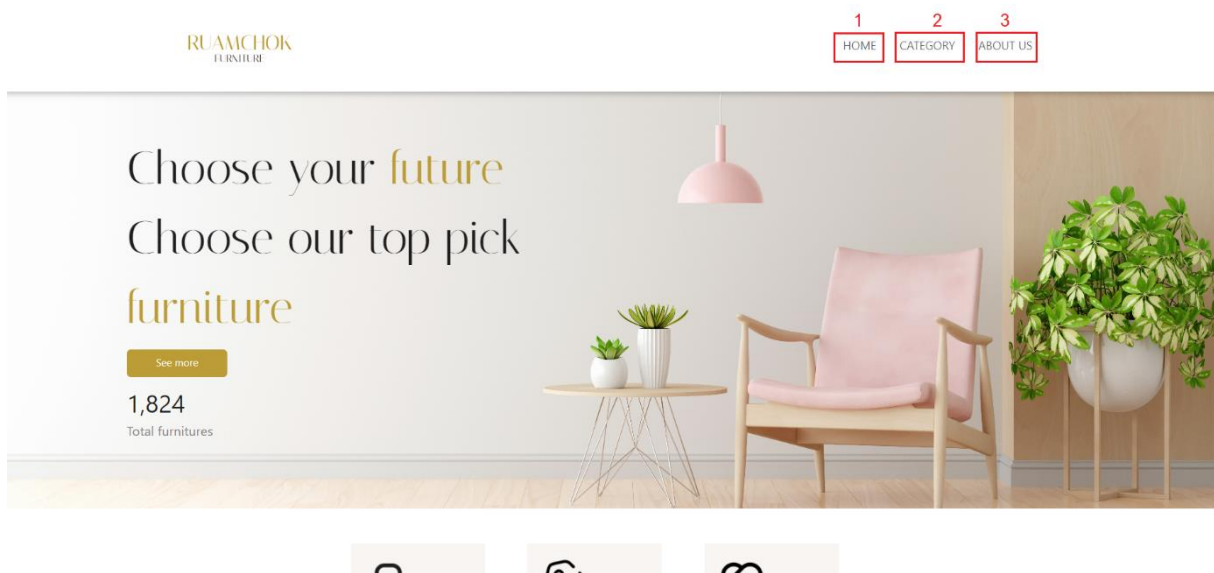 1 2 3
RUAMCHOK
FURNITURE
HOME CATEGORY ABOUT US
Choose your future
Choose our top pick
furniture
See more
1,824
Total furnitures